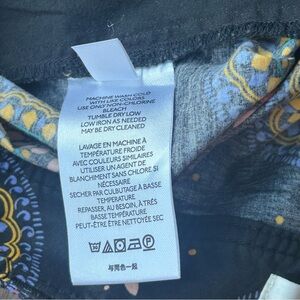 MACHINE WASH COLD
WITH LIKE COLORS
USE ONLY NON-CHLORINE
BLEACH
TUMBLE DRY LOW
LOW IRON AS NEEDED
MAY BE DRY CLEANED
LAVAGE EN MACHINE À
TEMPÉRATURE FROIDE
AVEC COULEURS SIMILAIRES
UTILISER UN AGENT DE
BLANCHIMENT SANS CHLORE SI
NÉCESSAIRE
SECHER PAR CULBUTAGE À BASSE
TEMPERATURE
REPASSER, AU BESOIN, À TRÈS
BASSE TEMPÉRATURE
PEUT-ÊTRE ÊTRE NETTOYÉE SEC
与同色一起